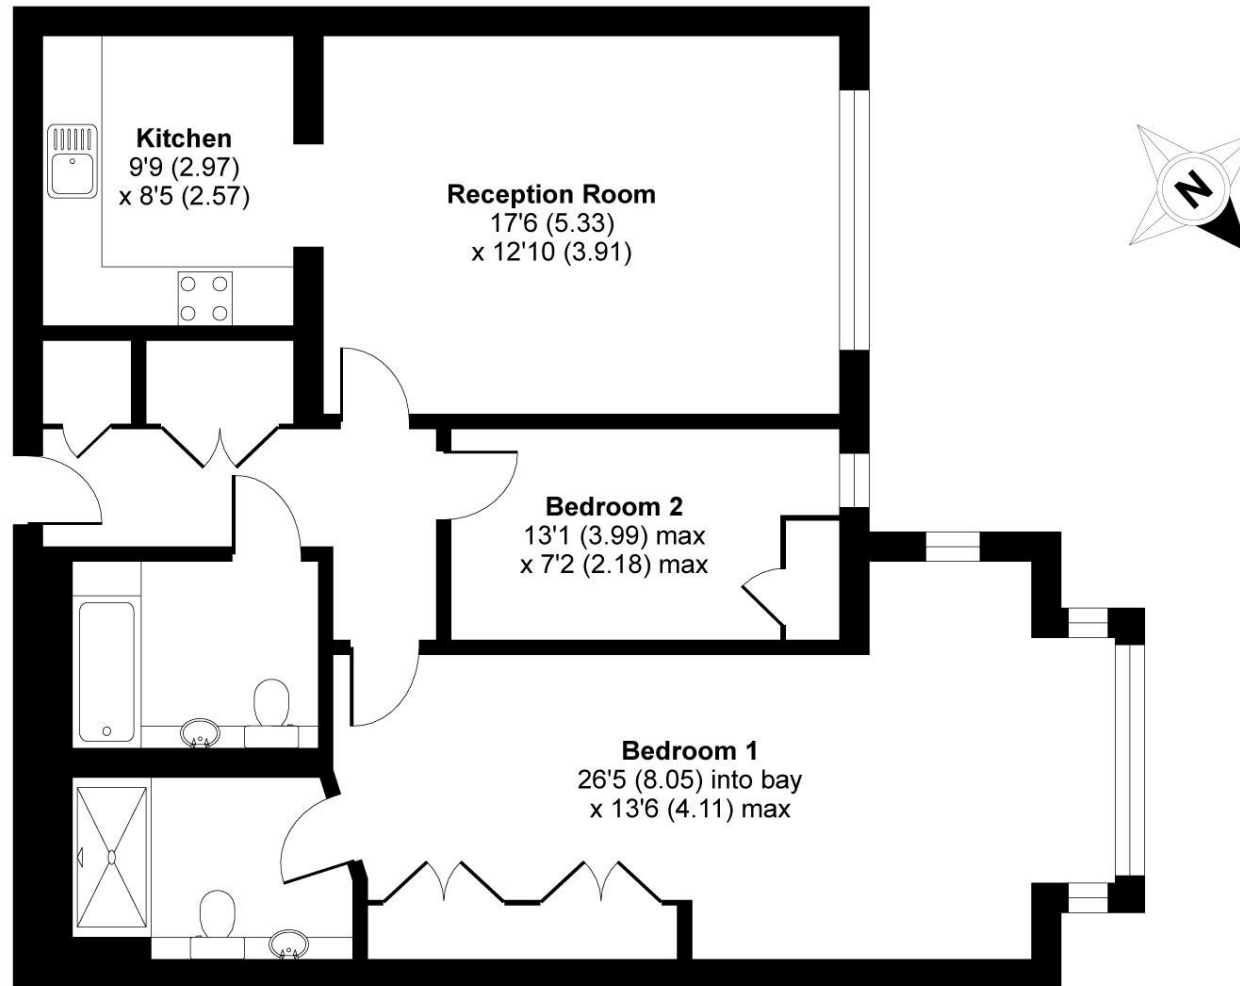 Kitchen
9'9 (2.97)
x 8'5 (2.57)
Reception Room
17'6 (5.33)
x 12'10 (3.91)
N
Bedroom 2
13'1 (3.99) max
x 7'2 (2.18) max
Bedroom 1
26'5 (8.05) into bay
x 13'6 (4.11) max